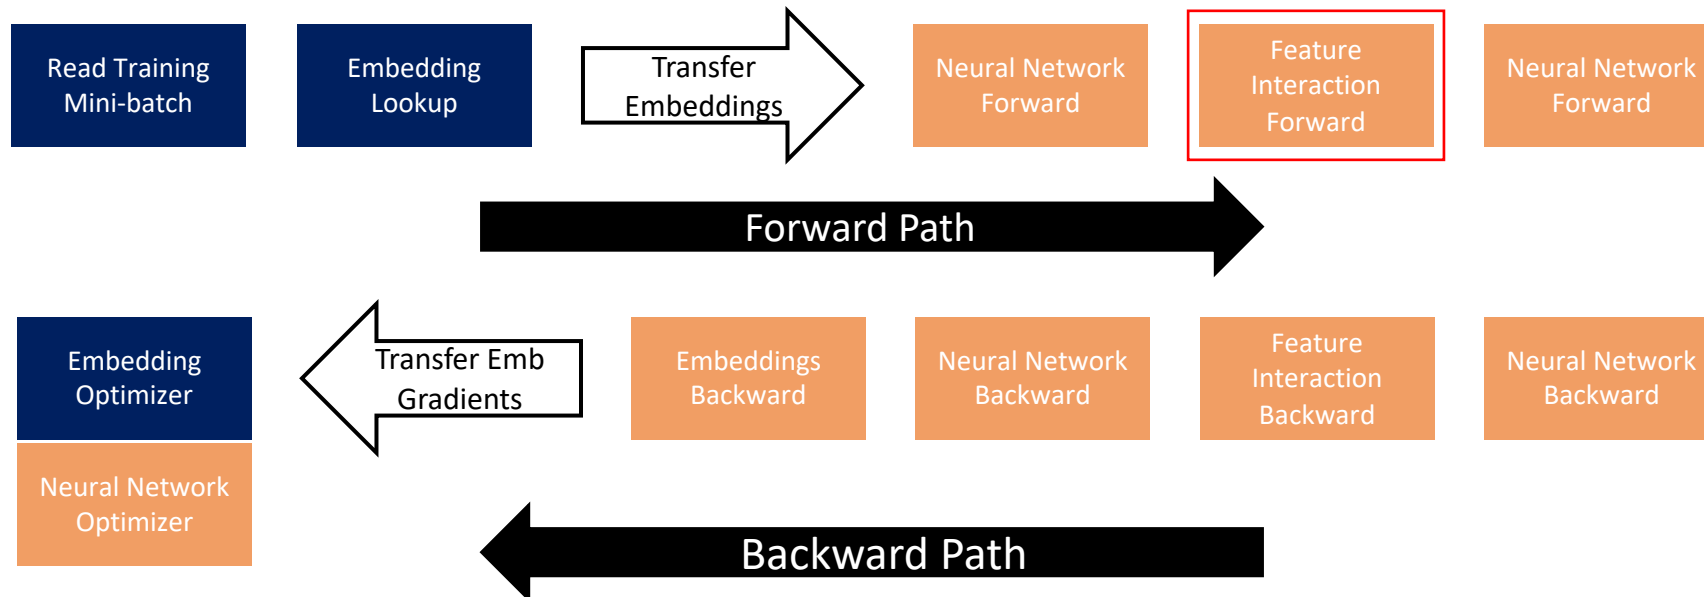 Read Training
Mini-batch
Embedding
Lookup
Transfer
Embeddings
Neural Network
Forward
Feature
Interaction
Forward
Neural Network
Forward
Forward Path
Embedding
Optimizer
Neural Network
Optimizer
Transfer Emb
Gradients
Embeddings
Backward
Neural Network
Backward
Feature
Interaction
Backward
Neural Network
Backward
Backward Path